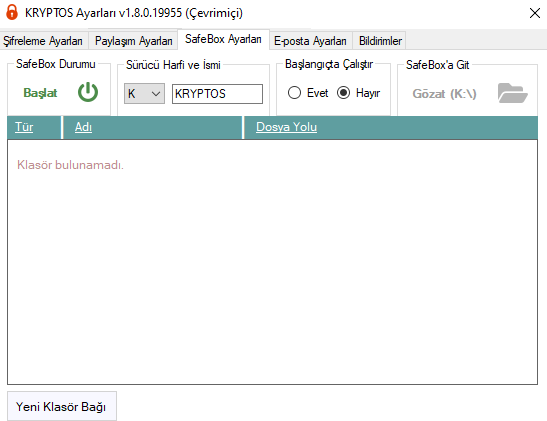 KRYPTOS Ayarları v1.8.0.19955 (Çevrimiçi)
Şifreleme Ayarları Paylaşım Ayarları SafeBox Ayarları E-posta Ayarları Bildirimler
SafeBox Durumu Sürücü Harfi ve İsmi Başlangıçta Çalıştır SafeBox'a Git
Başlat K KRYPTOS Evet Hayır Gözat (K:\)
Tür Adı Dosya Yolu
Klasör bulunamadı.
Yeni Klasör Bağı